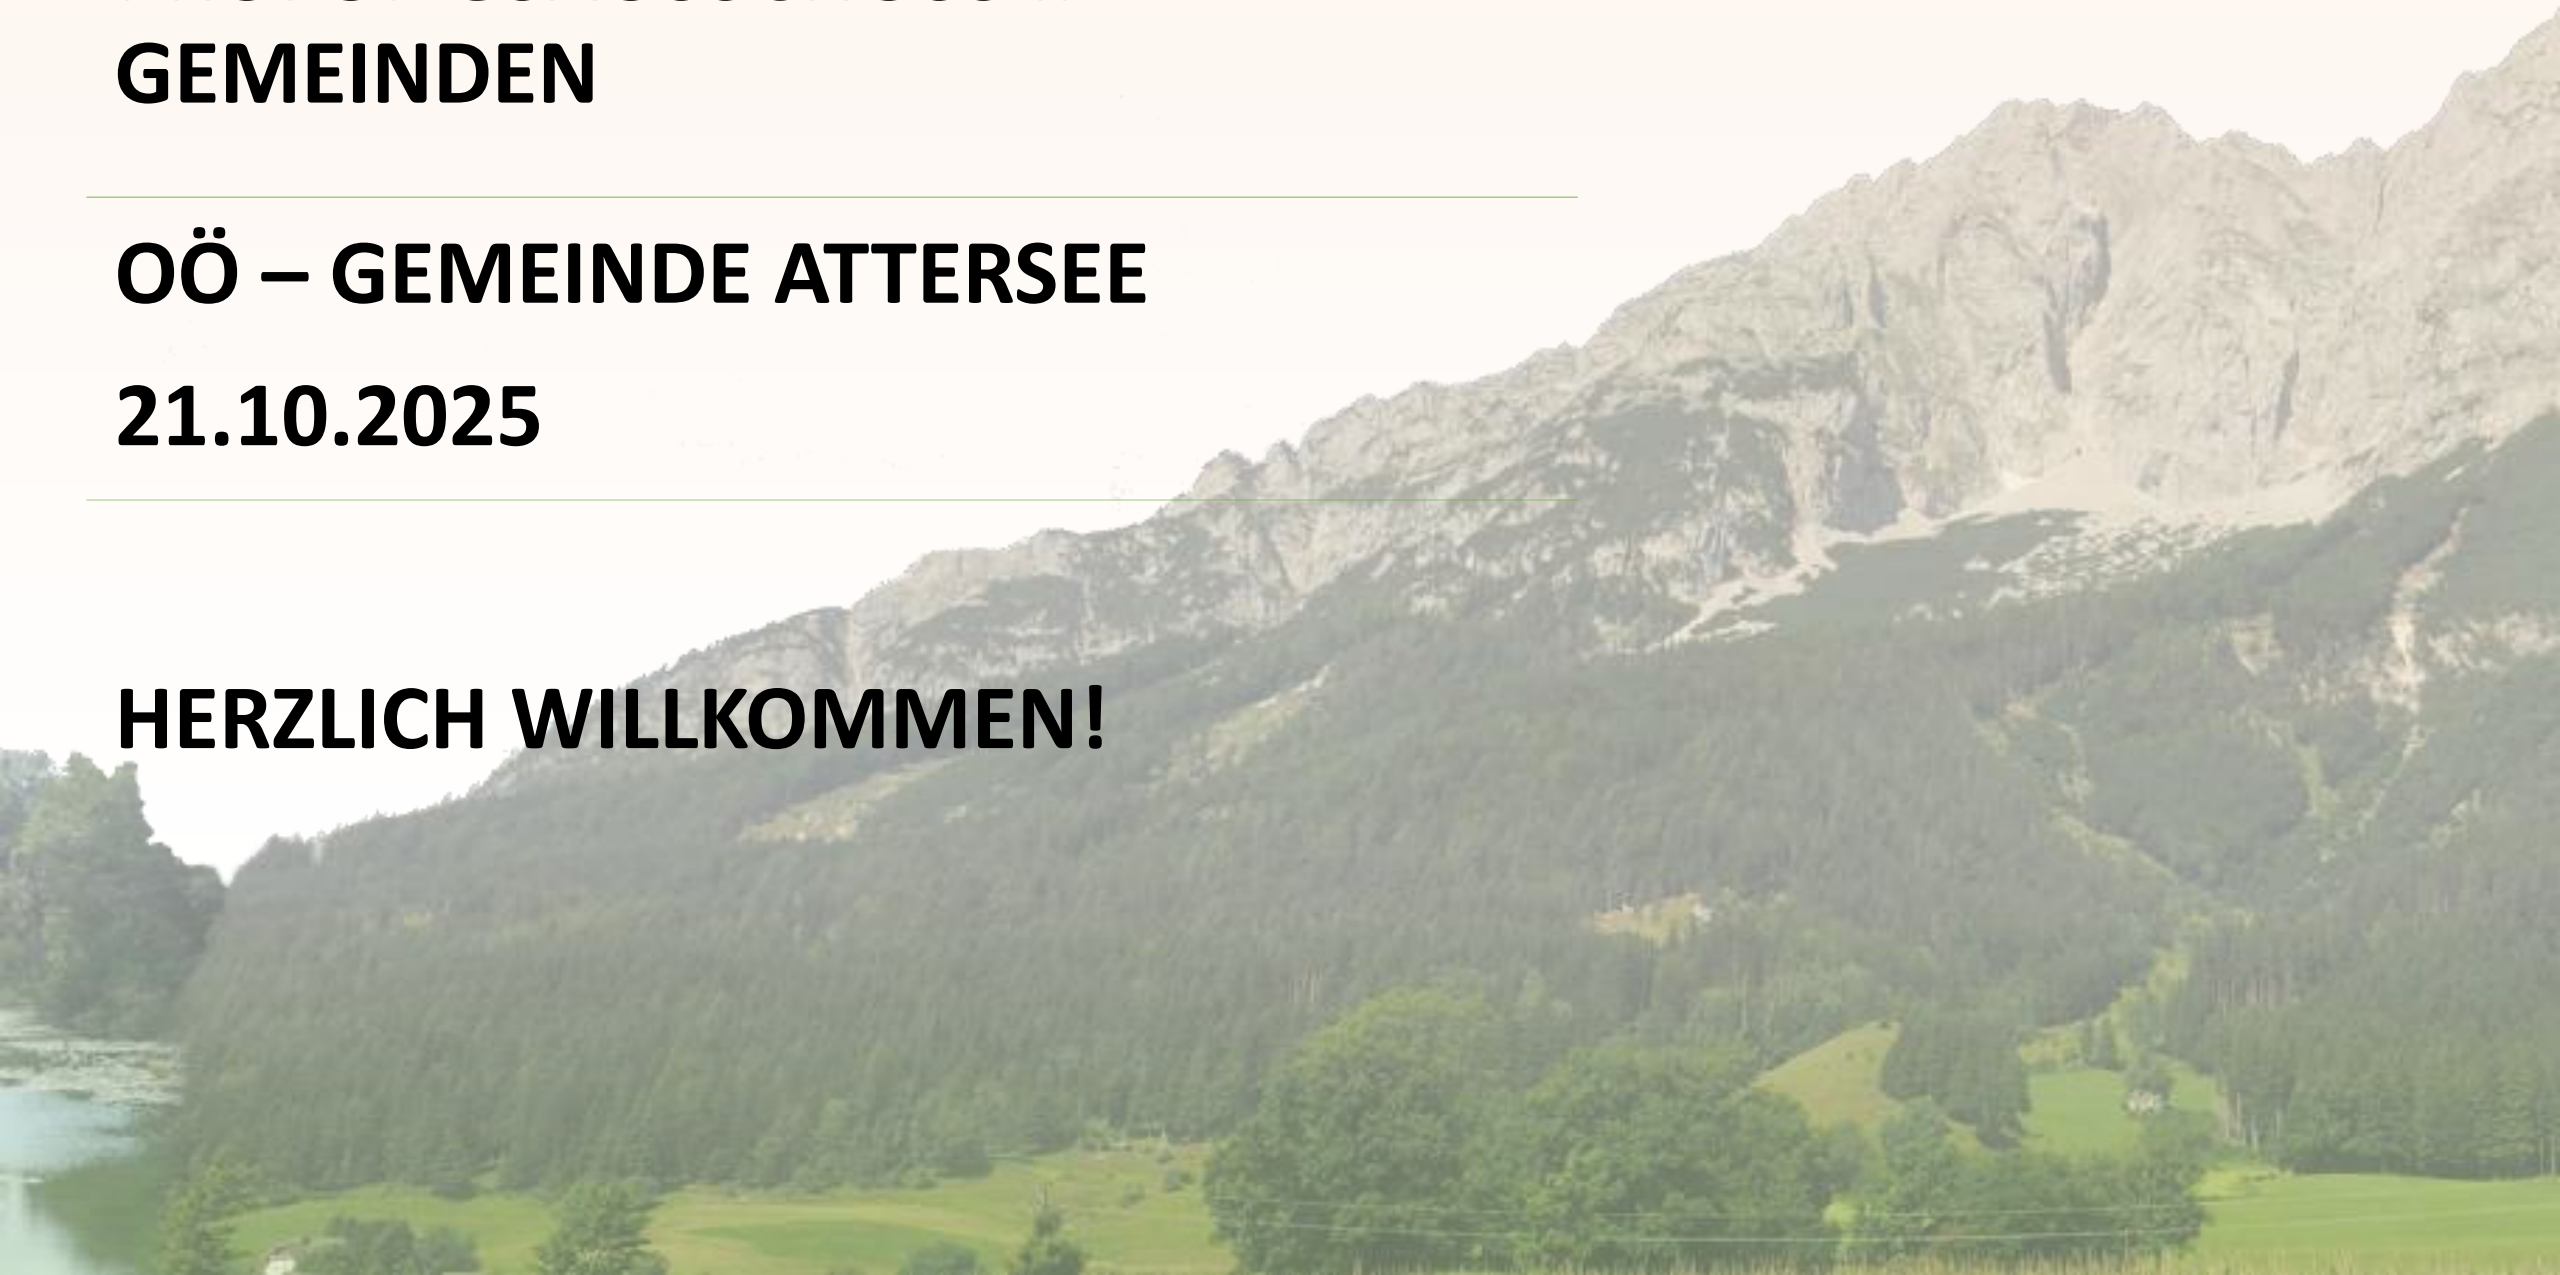 GEMEINDEN
OÖ – GEMEINDE ATTERSEE
21.10.2025
HERZLICH WILLKOMMEN!